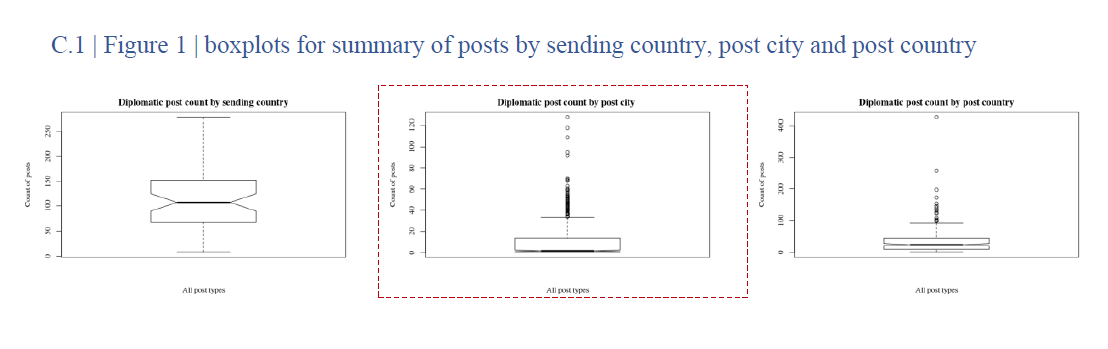 C.1 | Figure 1 | boxplots for summary of posts by sending country, post city and post country
Diplomatic post count by sending country
Count of posts
250
200
150
100
50
0
All post types
Diplomatic post count by post city
Count of posts
120
100
80
60
40
20
0
All post types
Diplomatic post count by post country
Count of posts
400
300
200
100
0
All post types